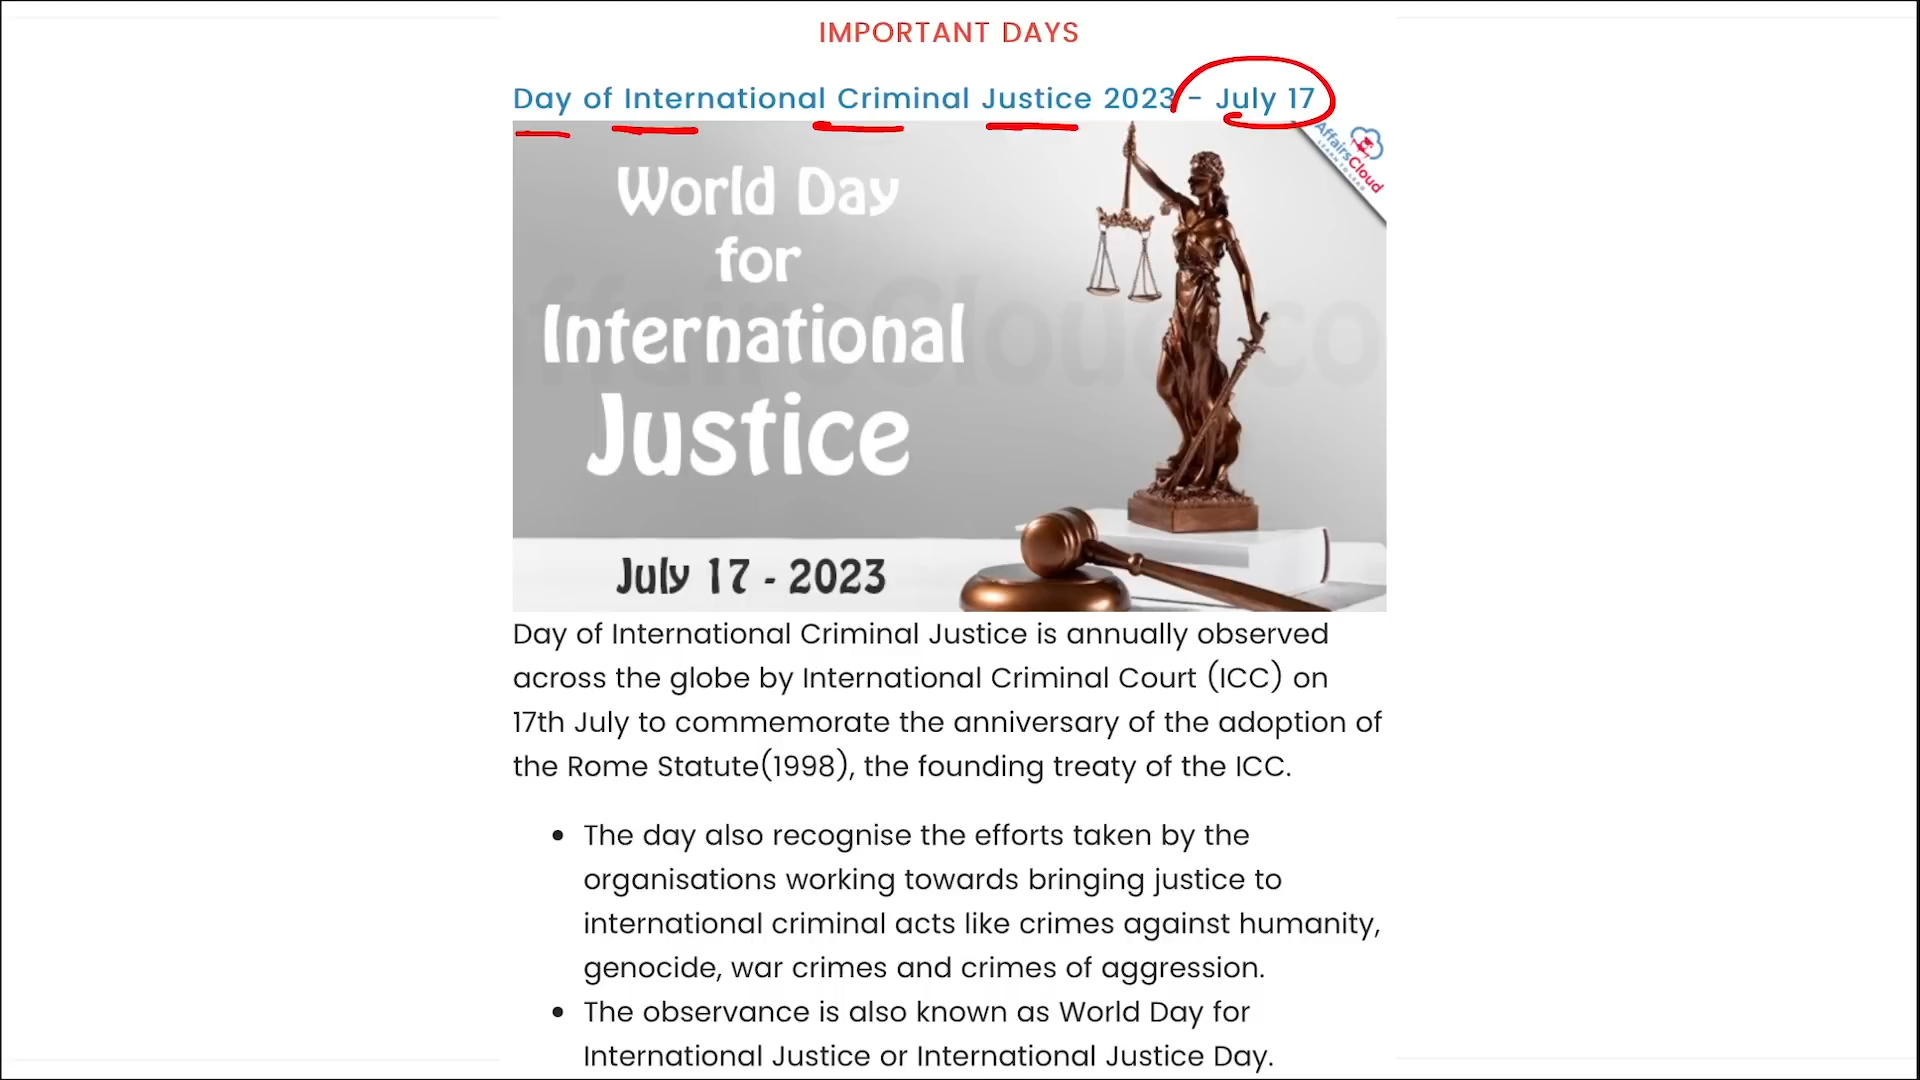 IMPORTANT DAYS
Day of International Criminal Justice 2023 - July 17
AffairsCloud
LEARN TO LEAD
World Day
for
International
Justice
July 17 - 2023
Day of International Criminal Justice is annually observed
across the globe by International Criminal Court (ICC) on
17th July to commemorate the anniversary of the adoption of
the Rome Statute(1998), the founding treaty of the ICC.
• The day also recognise the efforts taken by the
organisations working towards bringing justice to
international criminal acts like crimes against humanity,
genocide, war crimes and crimes of aggression.
• The observance is also known as World Day for
International Justice or International Justice Day.